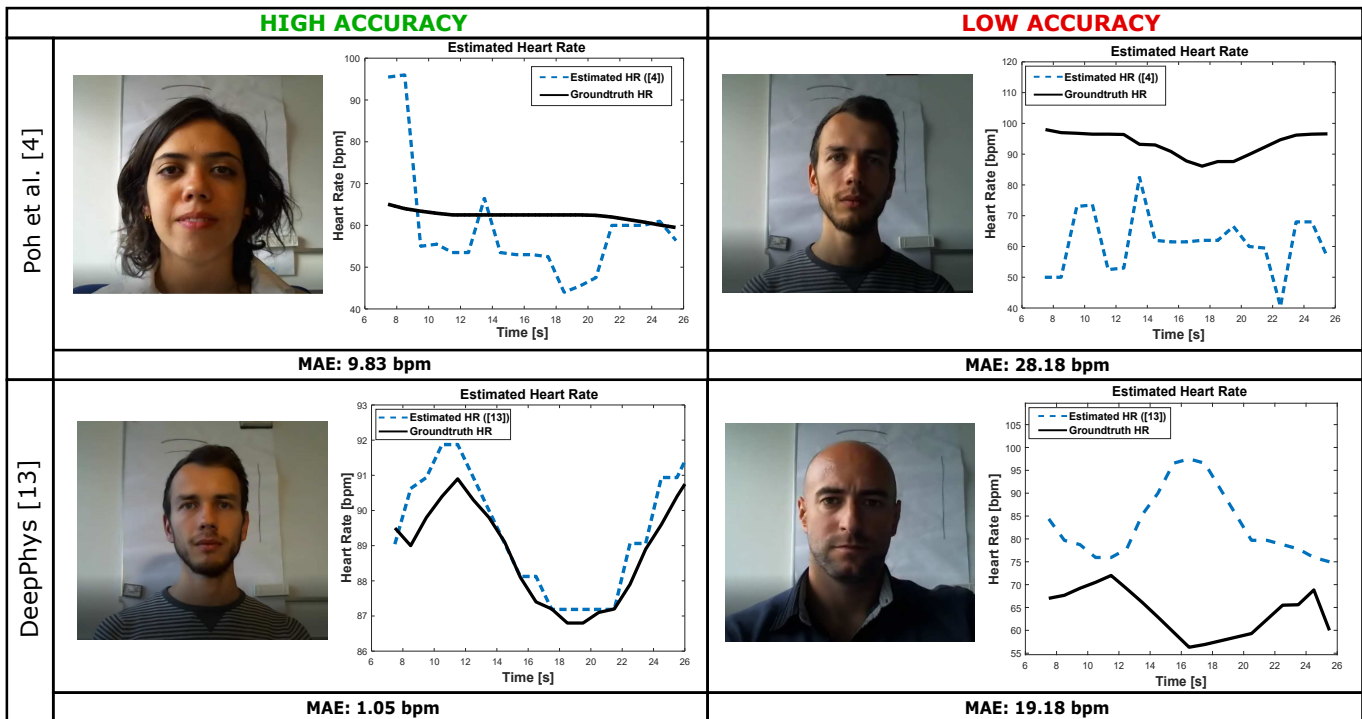 HIGH ACCURACY
LOW ACCURACY
Poh et al. [4]
Estimated Heart Rate
Estimated HR ([4])
Groundtruth HR
Heart Rate [bpm]
100
90
80
70
60
50
40
6 8 10 12 14 16 18 20 22 24 26
Time [s]
MAE: 9.83 bpm
Estimated Heart Rate
Estimated HR ([4])
Groundtruth HR
Heart Rate [bpm]
120
110
100
90
80
70
60
50
40
6 8 10 12 14 16 18 20 22 24 26
Time [s]
MAE: 28.18 bpm
DeepPhys [13]
Estimated Heart Rate
Estimated HR ([13])
Groundtruth HR
Heart Rate [bpm]
93
92
91
90
89
88
87
86
6 8 10 12 14 16 18 20 22 24 26
Time [s]
MAE: 1.05 bpm
Estimated Heart Rate
Estimated HR ([13])
Groundtruth HR
Heart Rate [bpm]
105
100
95
90
85
80
75
70
65
60
55
6 8 10 12 14 16 18 20 22 24 26
Time [s]
MAE: 19.18 bpm